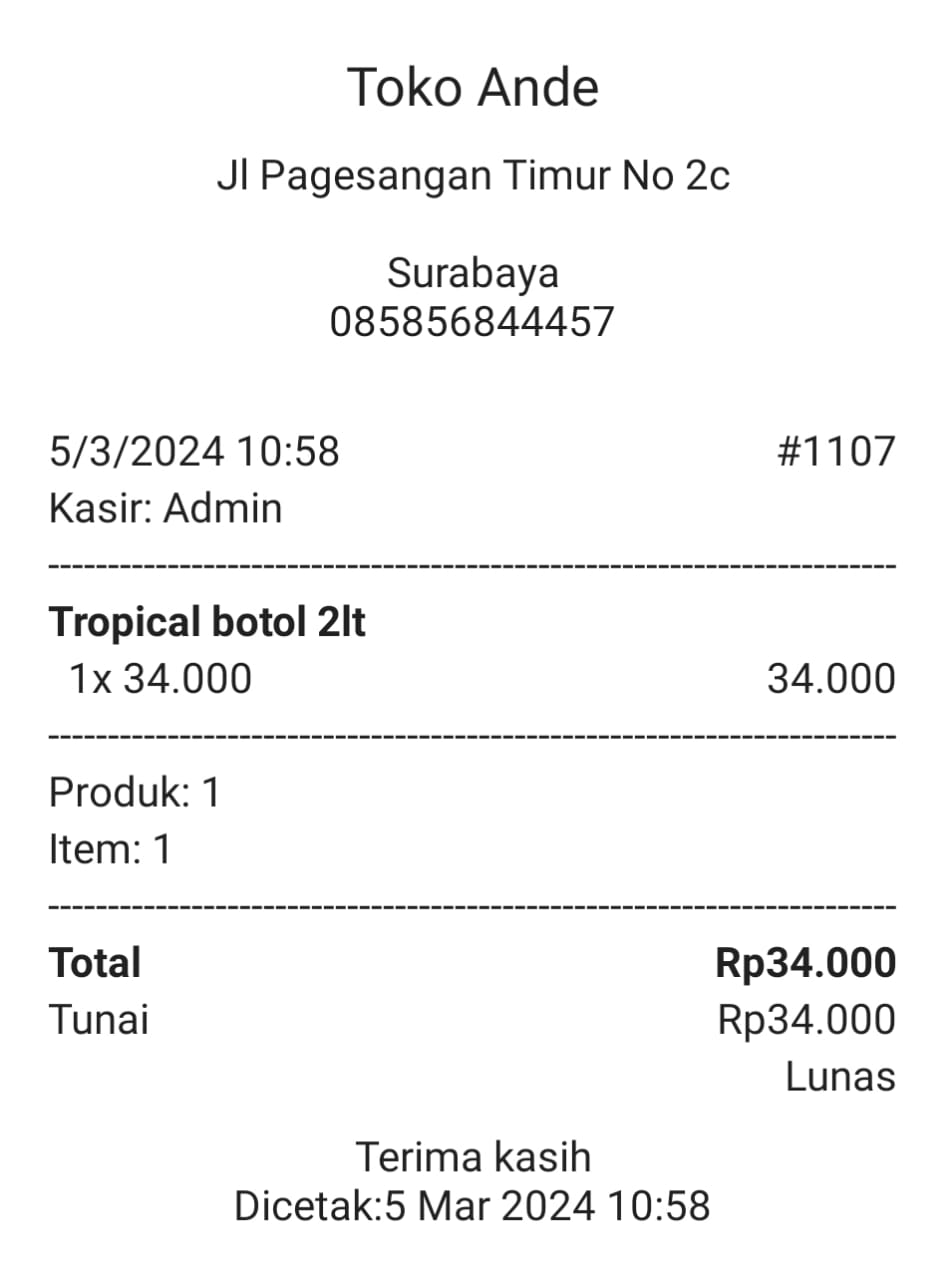 Toko Ande
Jl Pagesangan Timur No 2c
Surabaya
085856844457
5/3/2024 10:58 #1107
Kasir: Admin
--------------------------------------------------------------------------
Tropical botol 2lt
1x 34.000 34.000
--------------------------------------------------------------------------
Produk: 1
Item: 1
--------------------------------------------------------------------------
Total Rp34.000
Tunai Rp34.000
Lunas
Terima kasih
Dicetak:5 Mar 2024 10:58